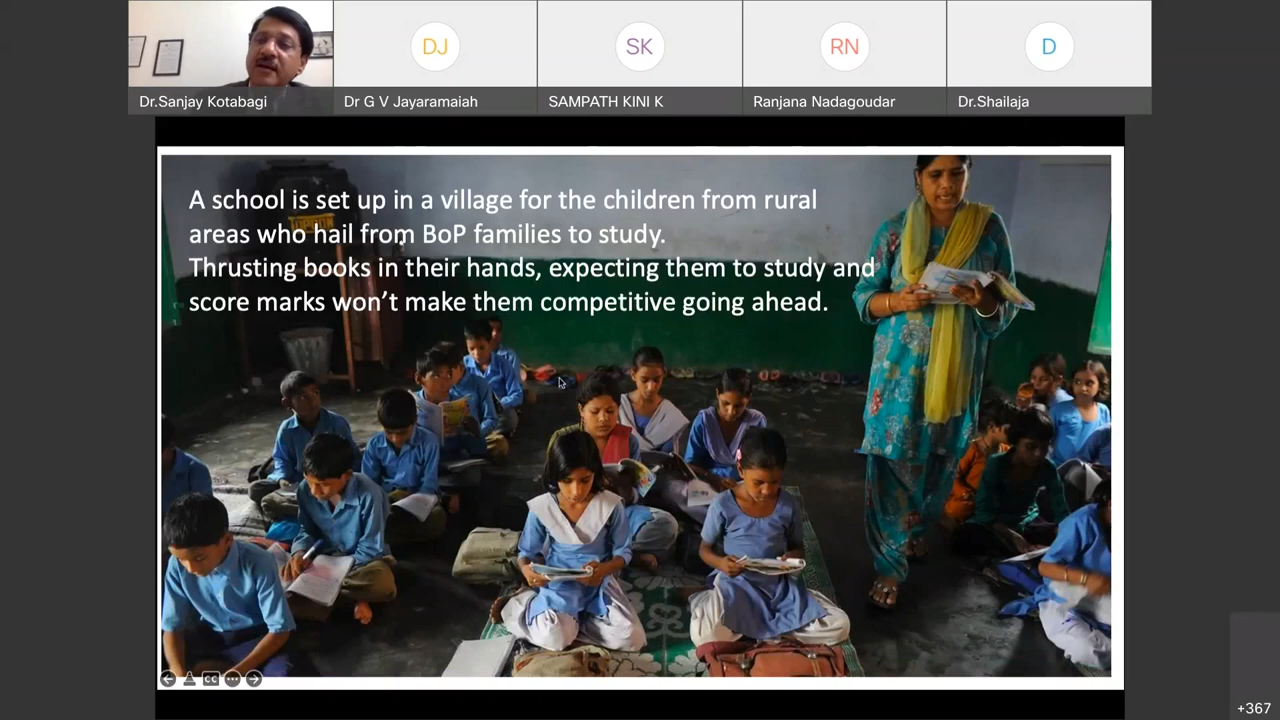 DJ
SK
RN
D
Dr.Sanjay Kotabagi
Dr G V Jayaramaiah
SAMPATH KINI K
Ranjana Nadagoudar
Dr.Shailaja
A school is set up in a village for the children from rural
areas who hail from BoP families to study.
Thrusting books in their hands, expecting them to study and
score marks won’t make them competitive going ahead.
CC
+367